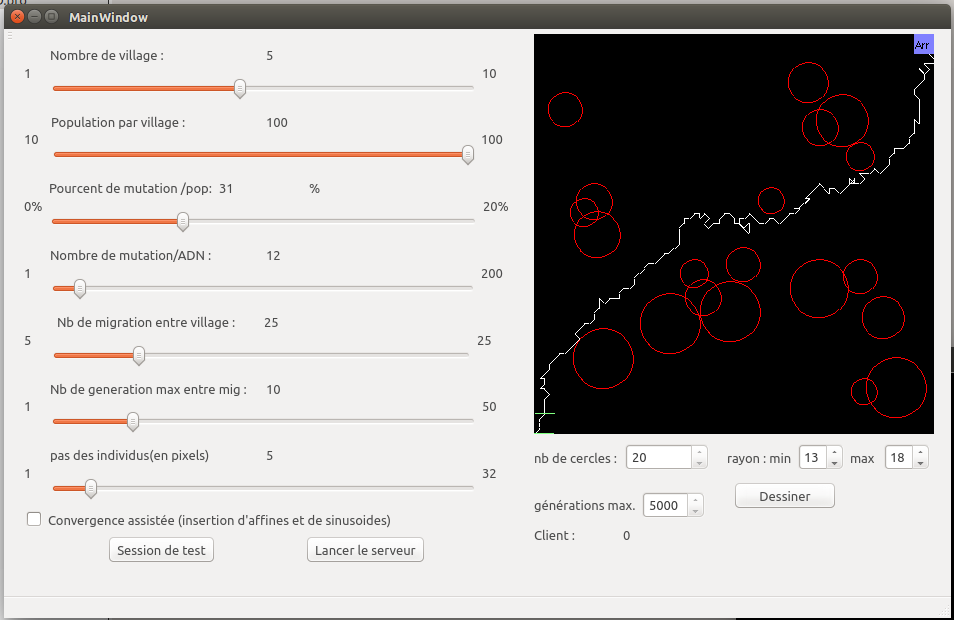 MainWindow
Nombre de village : 5
1 10
Population par village : 100
10 100
Pourcent de mutation /pop: 31 %
0% 20%
Nombre de mutation/ADN : 12
1 200
Nb de migration entre village : 25
5 25
Nb de generation max entre mig : 10
1 50
pas des individus(en pixels) 5
1 32
Convergence assistée (insertion d'affines et de sinusoides)
Session de test Lancer le serveur
Arr
nb de cercles : 20 rayon : min 13 max 18
générations max. 5000 Dessiner
Client : 0